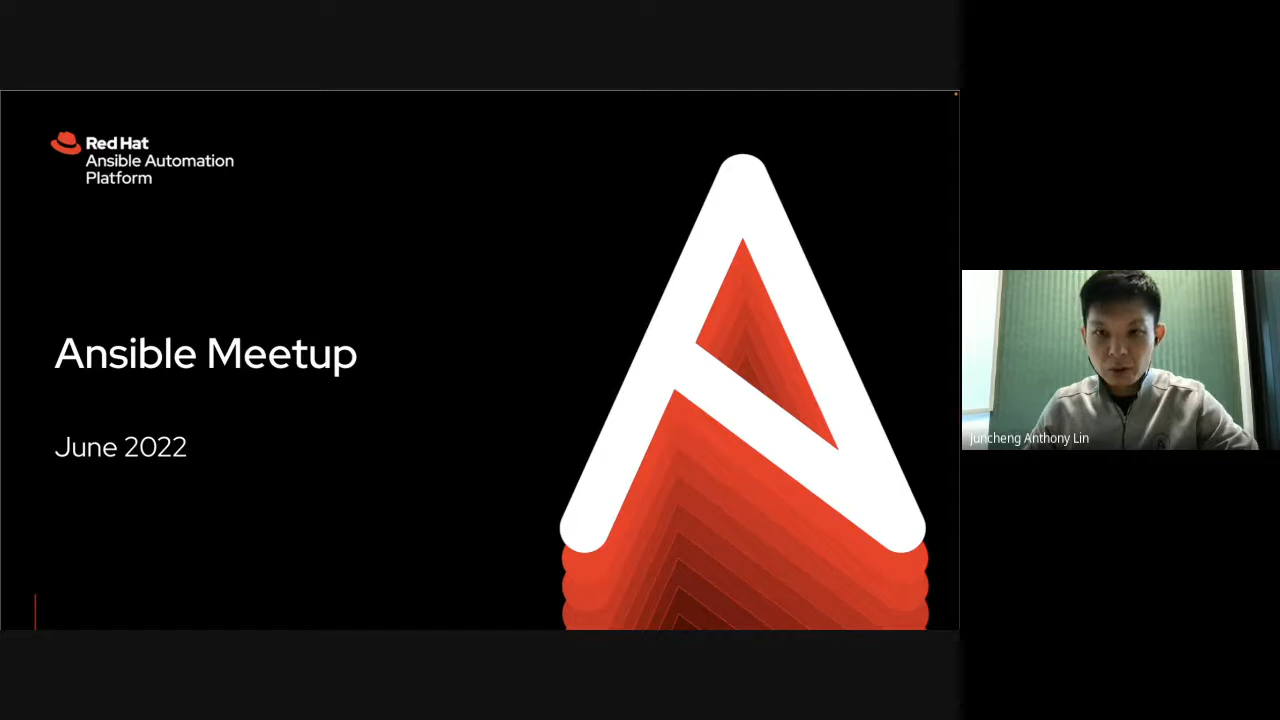 Red Hat
Ansible Automation
Platform
Ansible Meetup
June 2022
Juncheng Anthony Lin